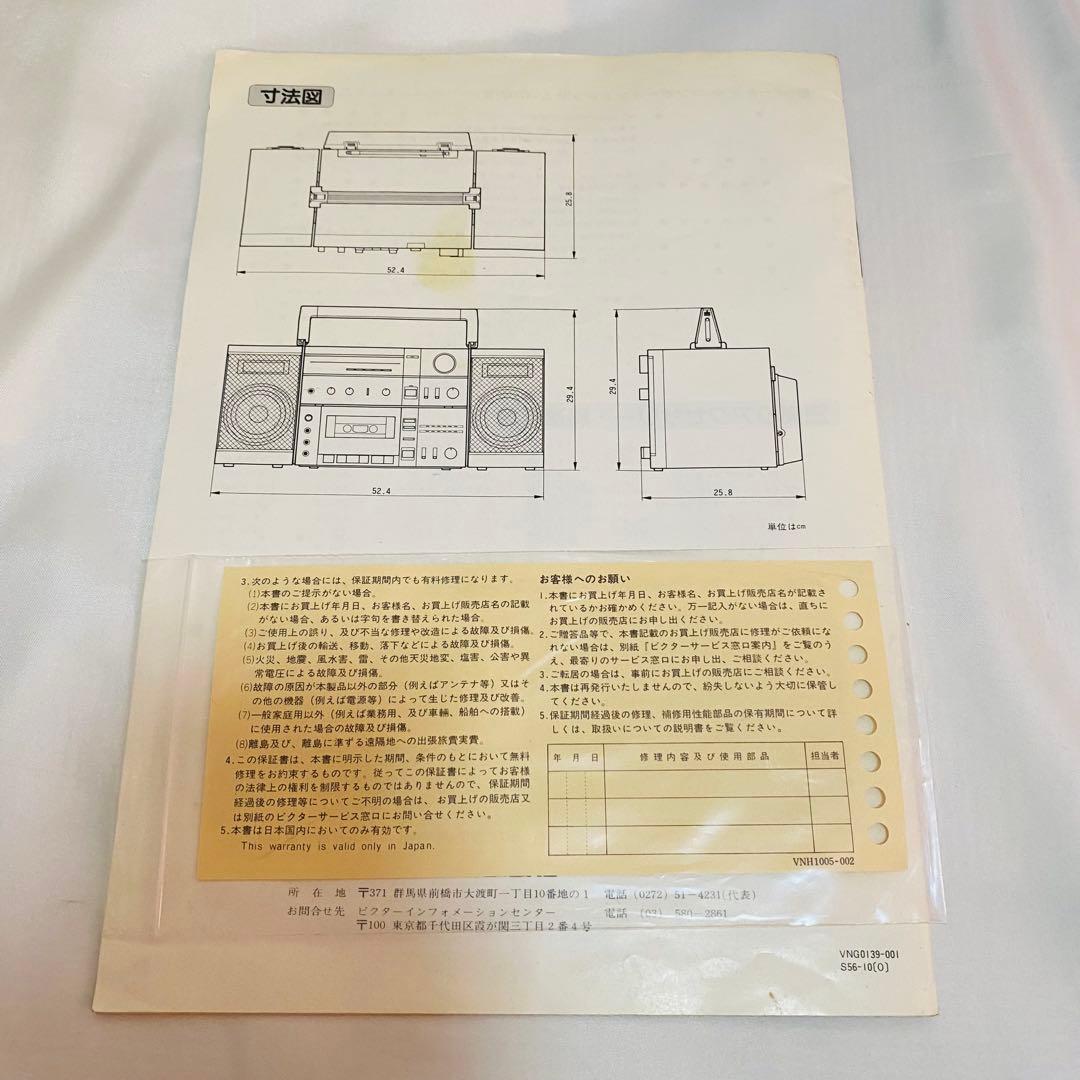 寸法図
25.8
52.4
29.4
29.4
52.4
25.8
単位はcm
3.次のような場合には、保証期間内でも有料修理になります。
(1)本書のご提示がない場合。
(2)本書にお買上げ年月日、お客様名、お買上げ販売店名の記載
がない場合、あるいは字句を書き替えられた場合。
(3)ご使用上の誤り、及び不当な修理や改造による故障及び損傷。
(4)お買上げ後の輸送、移動、落下などによる故障及び損傷。
(5)火災、地震、風水害、雷、その他天災地変、塩害、公害や異
常電圧による故障及び損傷。
(6)故障の原因が本製品以外の部分(例えばアンテナ等)又はそ
の他の機器(例えば電源等)によって生じた修理及び改善。
(7)一般家庭用以外(例えば業務用、及び車輛、船舶への搭載)
に使用された場合の故障及び損傷。
(8)離島及び、離島に準ずる遠隔地への出張旅費実費。
4.この保証書は、本書に明示した期間、条件のもとにおいて無料
修理をお約束するものです。従ってこの保証書によってお客様
の法律上の権利を制限するものではありませんので、保証期間
経過後の修理等についてご不明の場合は、お買上げの販売店又
は別紙のビクターサービス窓口にお問い合せください。
5.本書は日本国内においてのみ有効です。
This warranty is valid only in Japan.
お客様へのお願い
1.本書にお買上げ年月日、お客様名、お買上げ販売店名が記載さ
れているかお確かめください。万一記入がない場合は、直ちに
お買上げの販売店にお申し出ください。
2.ご贈答品等で、本書記載のお買上げ販売店に修理がご依頼にな
れない場合は、別紙『ビクターサービス窓口案内』をご覧のう
え、最寄りのサービス窓口にお申し出、ご相談ください。
3.ご転居の場合は、事前にお買上げの販売店にご相談ください。
4.本書は再発行いたしませんので、紛失しないよう大切に保管し
てください。
5.保証期間経過後の修理、補修用性能部品の保有期間について詳
しくは、取扱いについての説明書をご覧ください。
年 月 日 修理内容及び使用部品 担当者
VNH1005-002
所在地 〒371 群馬県前橋市大渡町一丁目10番地の1 電話(0272)51-4231(代表)
お問合せ先 ビクターインフォメーションセンター 電話(03)580-2861
〒100 東京都千代田区霞が関三丁目2番4号
VNG0139-001
S56-10[O]